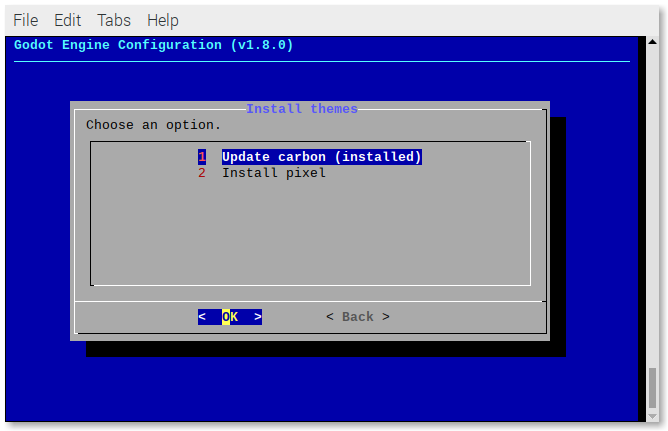 File Edit Tabs Help
Godot Engine Configuration (v1.8.0)
Install themes
Choose an option.
1 Update carbon (installed)
2 Install pixel
< OK > < Back >